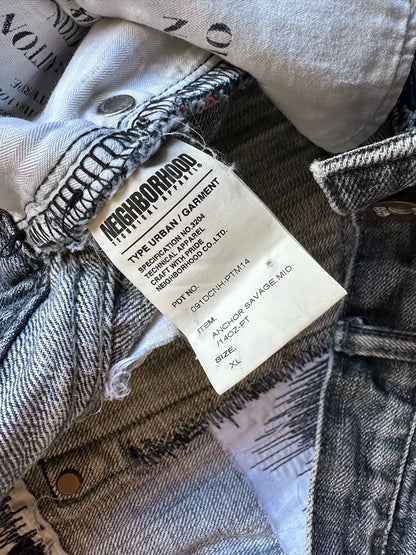 NEIGHBORHOOD
TECHNICAL APPAREL
TYPE URBAN / GARMENT
SPECIFICATION NO.3204
TECHNICAL APPAREL
CRAFT WITH PRIDE
NEIGHBORHOOD CO.,LTD.
PDT NO.
091DCNH-PTM14
ITEM.
ANCHOR SAVAGE MID
/14OZ-PT
SIZE.
XL